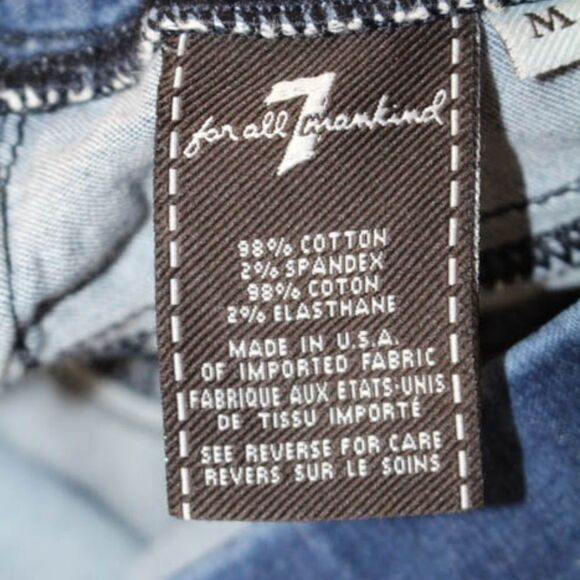 for all 7 mankind
98% COTTON
2% SPANDEX
98% COTON
2% ELASTHANE
MADE IN U.S.A.
OF IMPORTED FABRIC
FABRIQUE AUX ETATS-UNIS
DE TISSU IMPORTÉ
SEE REVERSE FOR CARE
REVERS SUR LE SOINS
M